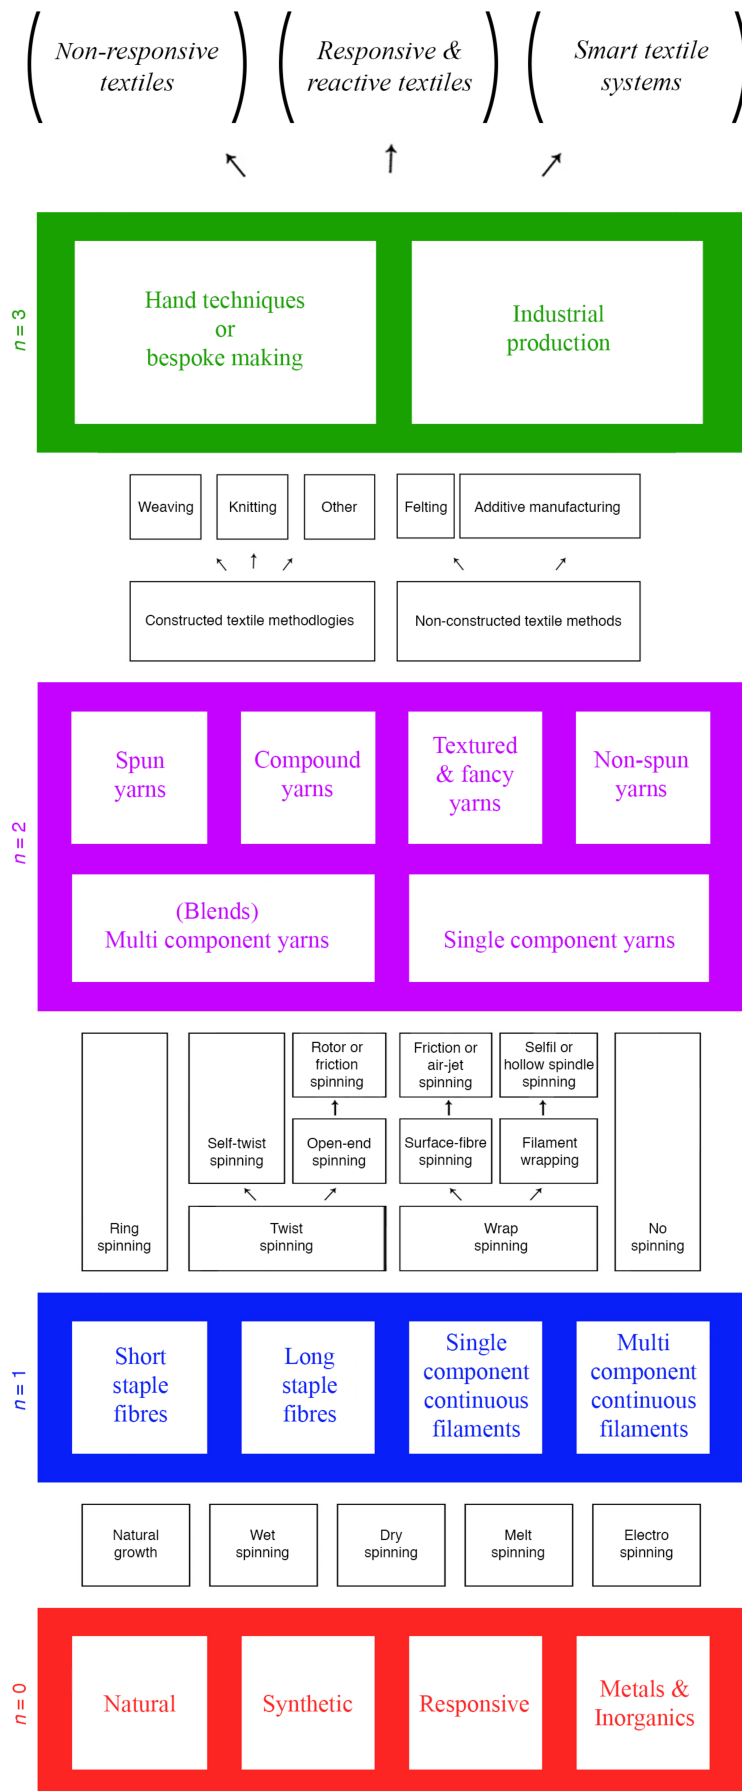 Non-responsive
textiles
Responsive &
reactive textiles
Smart textile
systems
n = 3
Hand techniques
or
bespoke making
Industrial
production
Weaving
Knitting
Other
Felting
Additive manufacturing
Constructed textile methodlogies
Non-constructed textile methods
n = 2
Spun
yarns
Compound
yarns
Textured
& fancy
yarns
Non-spun
yarns
(Blends)
Multi component yarns
Single component yarns
Rotor or
friction
spinning
Friction or
air-jet
spinning
Selfil or
hollow spindle
spinning
Self-twist
spinning
Open-end
spinning
Surface-fibre
spinning
Filament
wrapping
Ring
spinning
Twist
spinning
Wrap
spinning
No
spinning
n = 1
Short
staple
fibres
Long
staple
fibres
Single
component
continuous
filaments
Multi
component
continuous
filaments
Natural
growth
Wet
spinning
Dry
spinning
Melt
spinning
Electro
spinning
n = 0
Natural
Synthetic
Responsive
Metals &
Inorganics